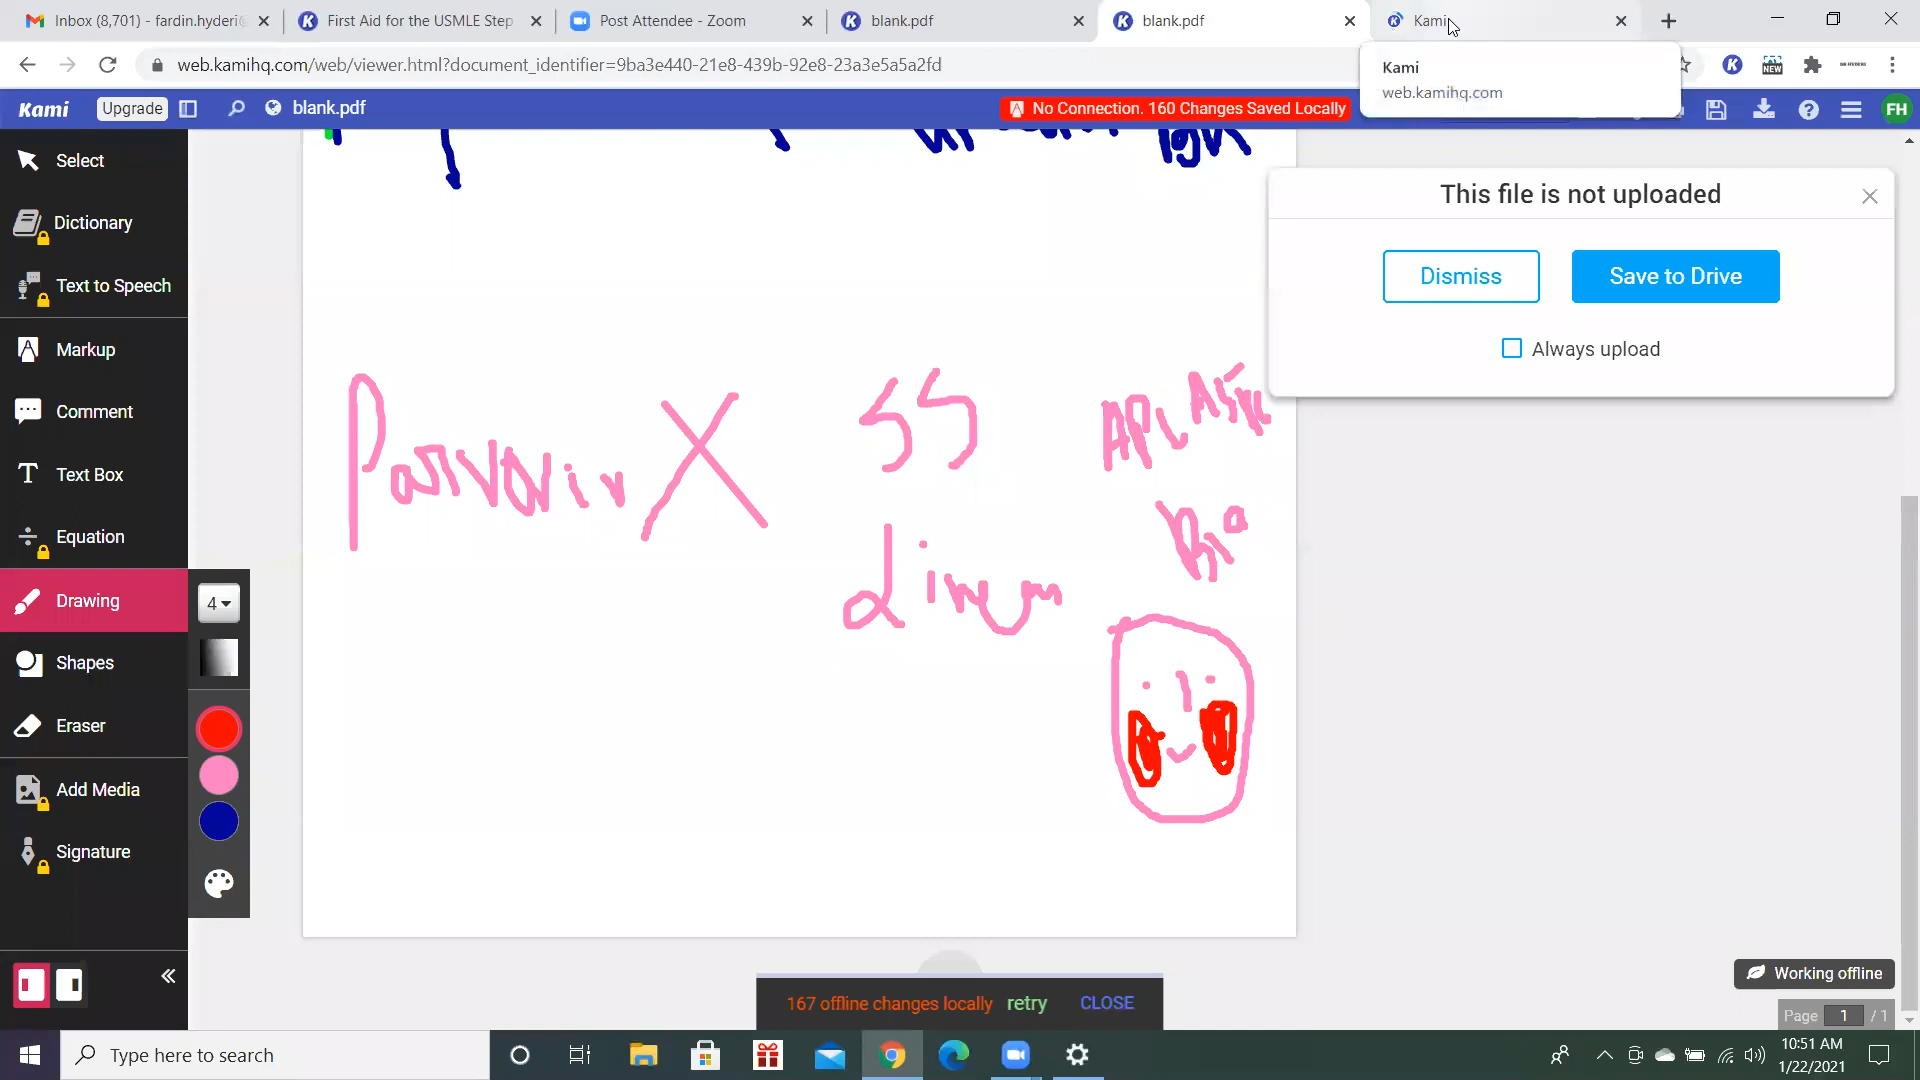 Inbox (8,701) - fardin.hyderi
First Aid for the USMLE Step
Post Attendee - Zoom
blank.pdf
blank.pdf
Kami
web.kamihq.com/web/viewer.html?document_identifier=9ba3e440-21e8-439b-92e8-23a3e5a5a2fd
Kami
web.kamihq.com
NEW
Kami
Upgrade
blank.pdf
No Connection. 160 Changes Saved Locally
FH
Select
Dictionary
Text to Speech
Markup
Comment
Text Box
Equation
Drawing
Shapes
Eraser
Add Media
Signature
4
This file is not uploaded
Dismiss
Save to Drive
Always upload
SS
Working offline
167 offline changes locally retry CLOSE
Page 1 / 1
Type here to search
10:51 AM
1/22/2021